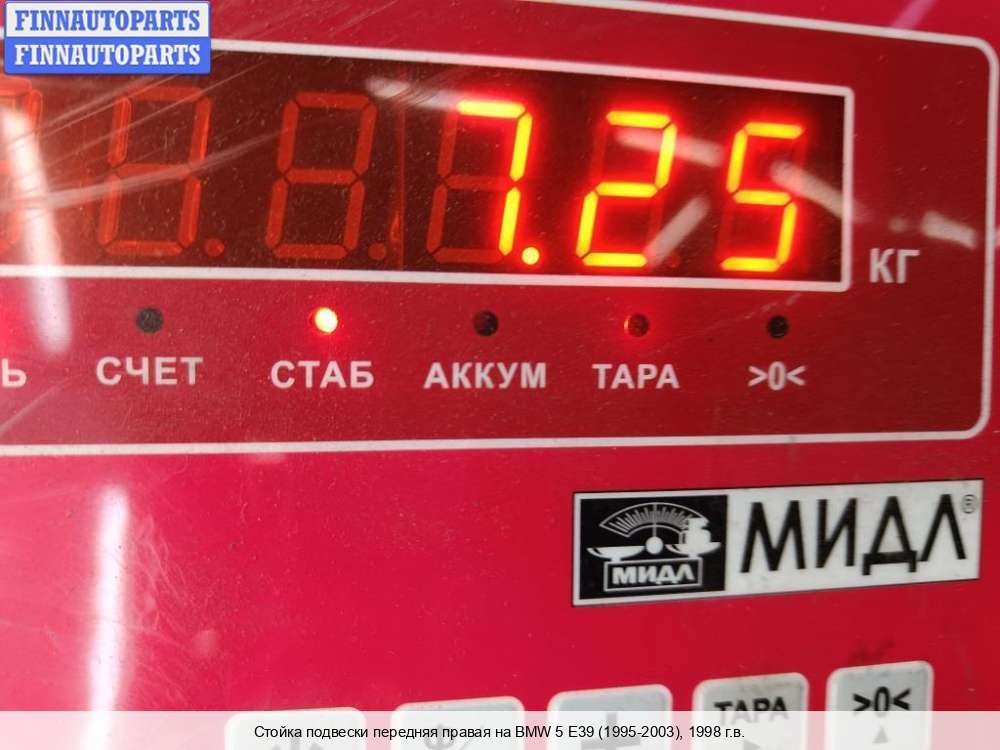 FINNAUTOPARTS
FINNAUTOPARTS
7.25
КГ
Ь СЧЕТ СТАБ АККУМ ТАРА >0<
МИДЛ МИДЛ®
ТАРА >0<
Стойка подвески передняя правая на BMW 5 E39 (1995-2003), 1998 г.в.